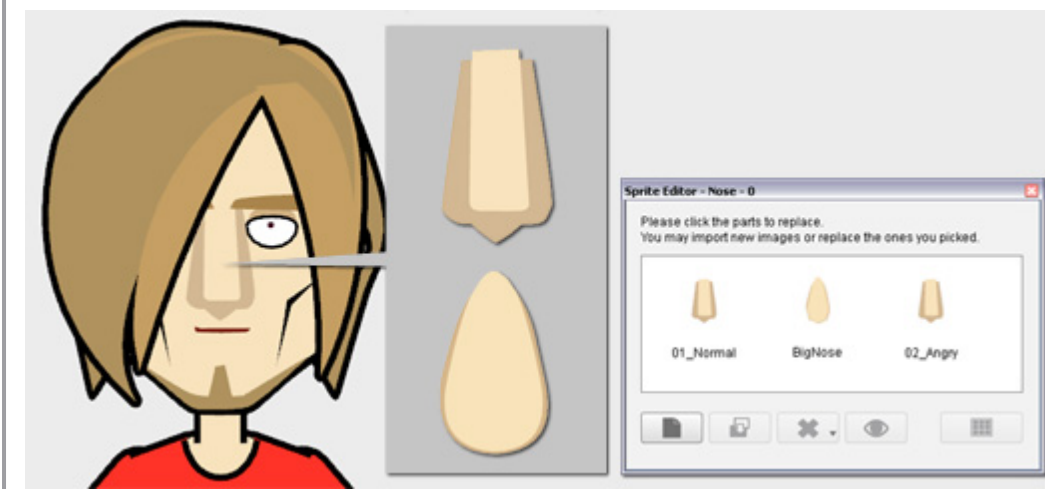 Sprite Editor - Nose - 0
Please click the parts to replace.
You may import new images or replace the ones you picked.
01_Normal
BigNose
02_Angry